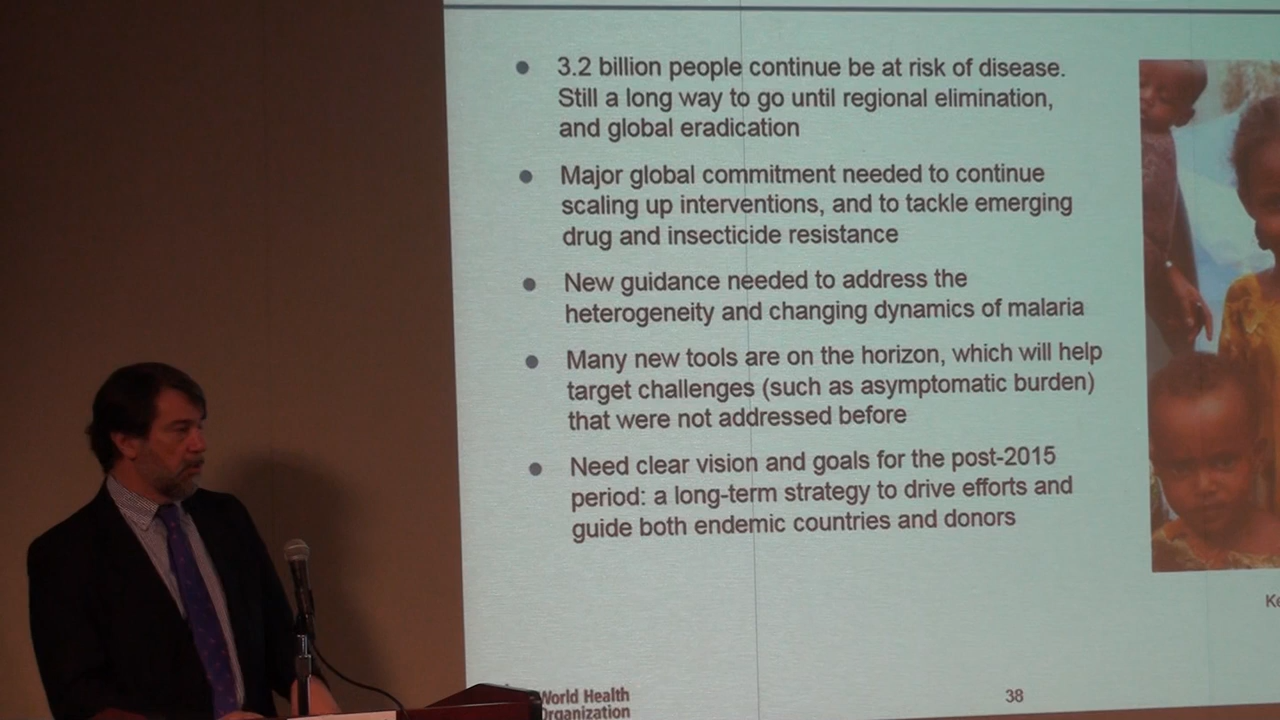 3.2 billion people continue be at risk of disease.
Still a long way to go until regional elimination,
and global eradication
Major global commitment needed to continue
scaling up interventions, and to tackle emerging
drug and insecticide resistance
New guidance needed to address the
heterogeneity and changing dynamics of malaria
Many new tools are on the horizon, which will help
target challenges (such as asymptomatic burden)
that were not addressed before
Need clear vision and goals for the post-2015
period: a long-term strategy to drive efforts and
guide both endemic countries and donors
World Health
Organization
38